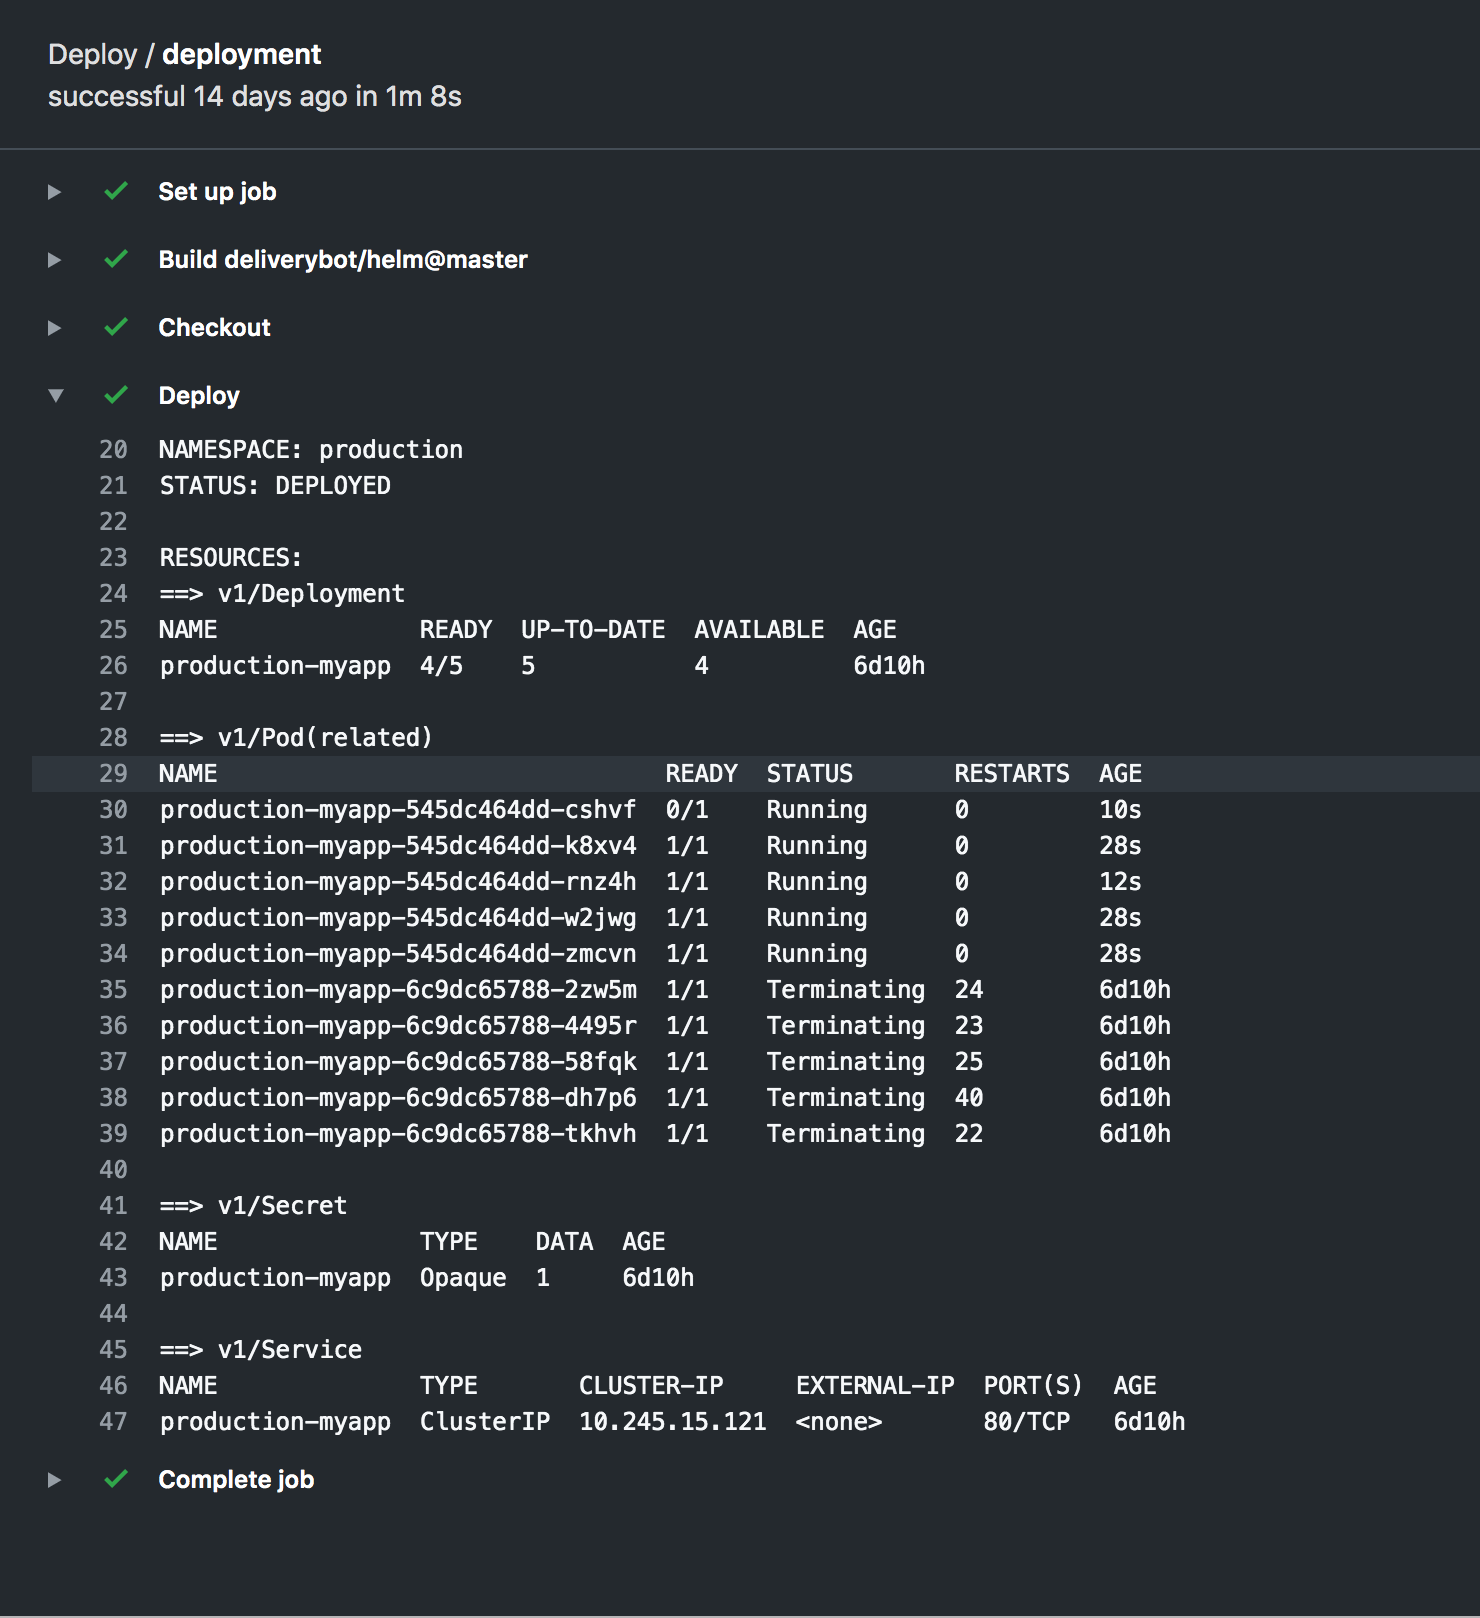 Deploy / deployment
successful 14 days ago in 1m 8s
Set up job
Build deliverybot/helm@master
Checkout
Deploy
20 NAMESPACE: production
21 STATUS: DEPLOYED
22
23 RESOURCES:
24 ==> v1/Deployment
25 NAME              READY  UP-TO-DATE  AVAILABLE  AGE
26 production-myapp  4/5    5           4          6d10h
27
28 ==> v1/Pod(related)
29 NAME                               READY  STATUS       RESTARTS  AGE
30 production-myapp-545dc464dd-cshvf  0/1    Running      0         10s
31 production-myapp-545dc464dd-k8xv4  1/1    Running      0         28s
32 production-myapp-545dc464dd-rnz4h  1/1    Running      0         12s
33 production-myapp-545dc464dd-w2jwg  1/1    Running      0         28s
34 production-myapp-545dc464dd-zmcvn  1/1    Running      0         28s
35 production-myapp-6c9dc65788-2zw5m  1/1    Terminating  24        6d10h
36 production-myapp-6c9dc65788-4495r  1/1    Terminating  23        6d10h
37 production-myapp-6c9dc65788-58fqk  1/1    Terminating  25        6d10h
38 production-myapp-6c9dc65788-dh7p6  1/1    Terminating  40        6d10h
39 production-myapp-6c9dc65788-tkhvh  1/1    Terminating  22        6d10h
40
41 ==> v1/Secret
42 NAME              TYPE    DATA  AGE
43 production-myapp  Opaque  1     6d10h
44
45 ==> v1/Service
46 NAME              TYPE       CLUSTER-IP     EXTERNAL-IP  PORT(S)  AGE
47 production-myapp  ClusterIP  10.245.15.121  <none>       80/TCP   6d10h
Complete job